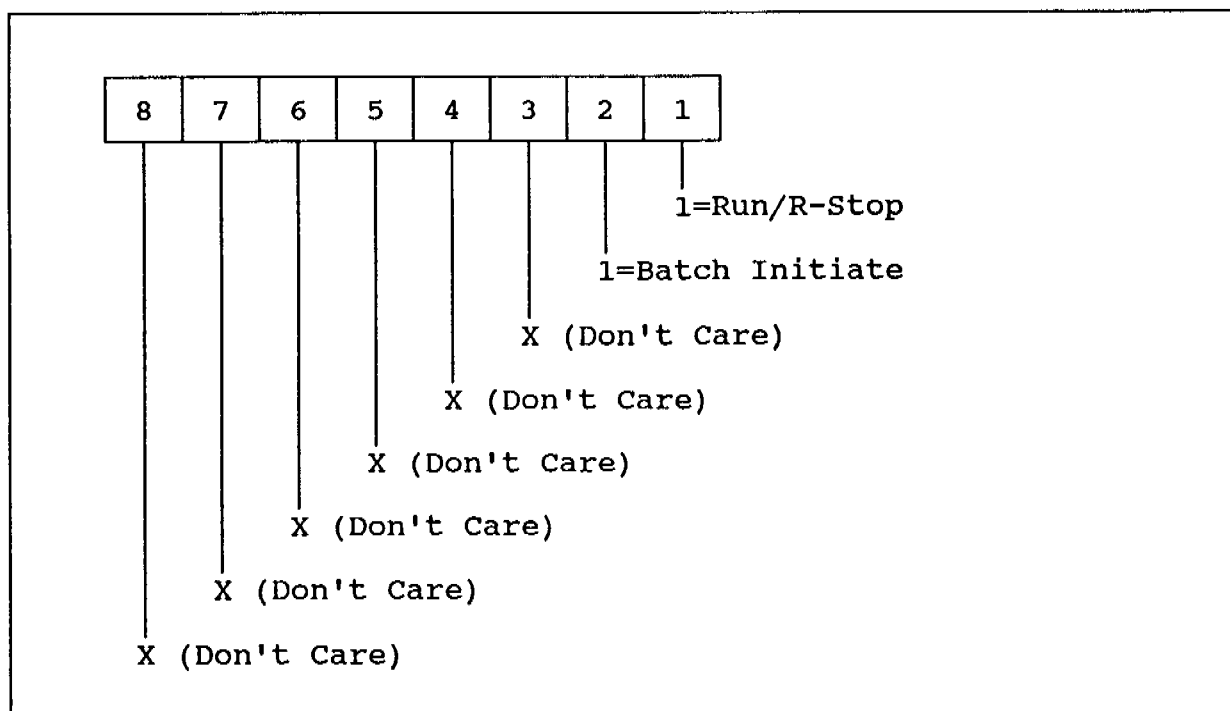 8 7 6 5 4 3 2 1
1=Run/R-Stop
1=Batch Initiate
X (Don't Care)
X (Don't Care)
X (Don't Care)
X (Don't Care)
X (Don't Care)
X (Don't Care)